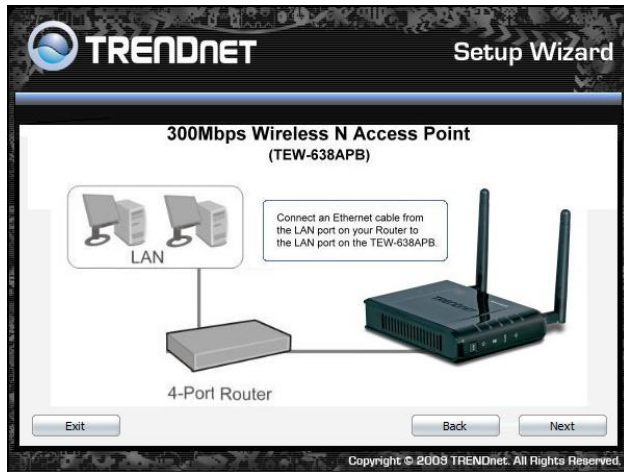 TRENDnet
Setup Wizard
300Mbps Wireless N Access Point
(TEW-638APB)
Connect an Ethernet cable from
the LAN port on your Router to
the LAN port on the TEW-638APB.
LAN
TRENDnet
4-Port Router
Exit
Back
Next
Copyright © 2009 TRENDnet. All Rights Reserved.